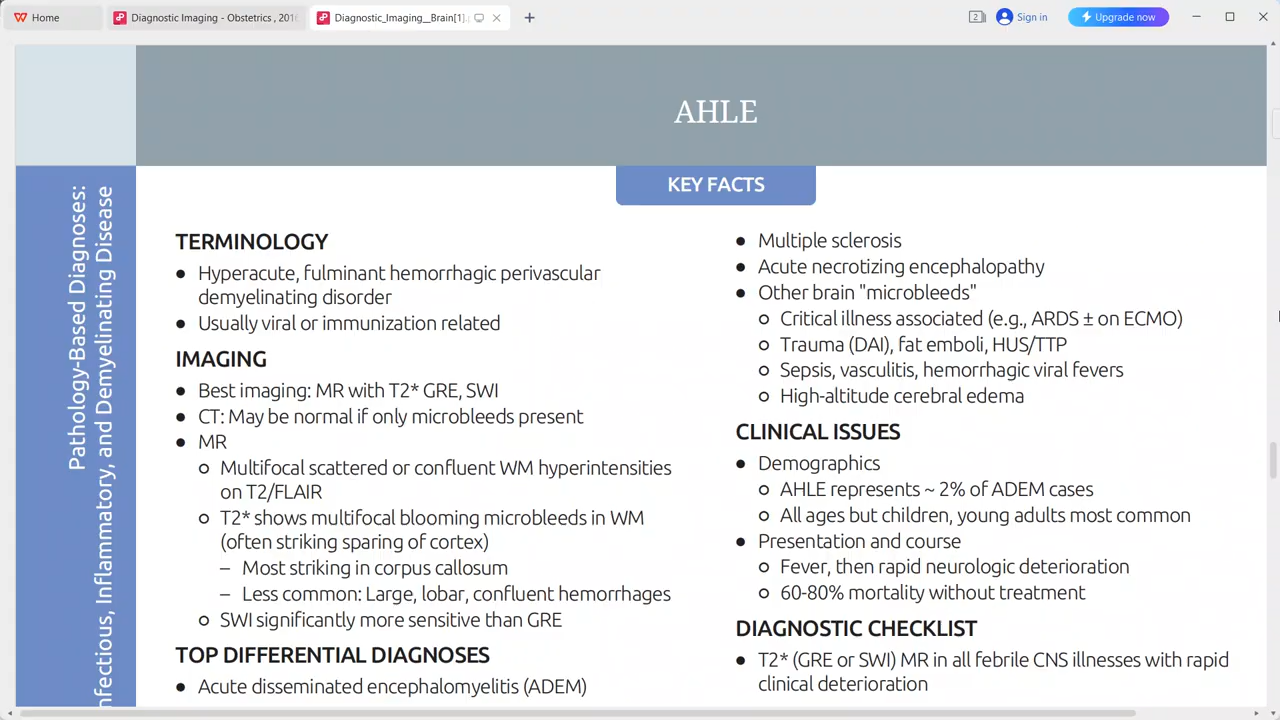 Home
Diagnostic Imaging - Obstetrics , 201
Diagnostic_Imaging__Brain[1].
2
Sign in
Upgrade now
AHLE
KEY FACTS
Pathology-Based Diagnoses:
nfectious, Inflammatory, and Demyelinating Disease
TERMINOLOGY
● Hyperacute, fulminant hemorrhagic perivascular
demyelinating disorder
● Usually viral or immunization related
IMAGING
● Best imaging: MR with T2* GRE, SWI
● CT: May be normal if only microbleeds present
● MR
○ Multifocal scattered or confluent WM hyperintensities
on T2/FLAIR
○ T2* shows multifocal blooming microbleeds in WM
(often striking sparing of cortex)
– Most striking in corpus callosum
– Less common: Large, lobar, confluent hemorrhages
○ SWI significantly more sensitive than GRE
TOP DIFFERENTIAL DIAGNOSES
● Acute disseminated encephalomyelitis (ADEM)
● Multiple sclerosis
● Acute necrotizing encephalopathy
● Other brain "microbleeds"
○ Critical illness associated (e.g., ARDS ± on ECMO)
○ Trauma (DAI), fat emboli, HUS/TTP
○ Sepsis, vasculitis, hemorrhagic viral fevers
○ High-altitude cerebral edema
CLINICAL ISSUES
● Demographics
○ AHLE represents ~ 2% of ADEM cases
○ All ages but children, young adults most common
● Presentation and course
○ Fever, then rapid neurologic deterioration
○ 60-80% mortality without treatment
DIAGNOSTIC CHECKLIST
● T2* (GRE or SWI) MR in all febrile CNS illnesses with rapid
clinical deterioration